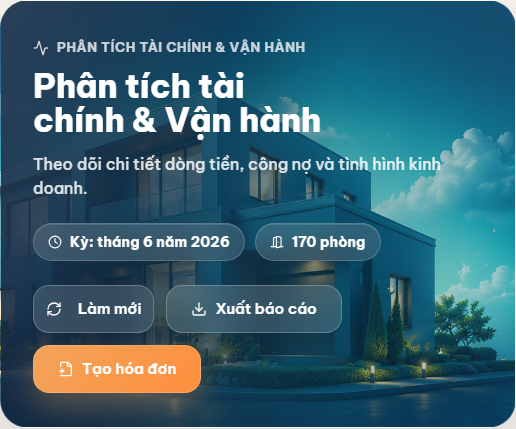 PHÂN TÍCH TÀI CHÍNH & VẬN HÀNH
Phân tích tài
chính & Vận hành
Theo dõi chi tiết dòng tiền, công nợ và tình hình kinh
doanh.
Kỳ: tháng 6 năm 2026
170 phòng
Làm mới
Xuất báo cáo
Tạo hóa đơn